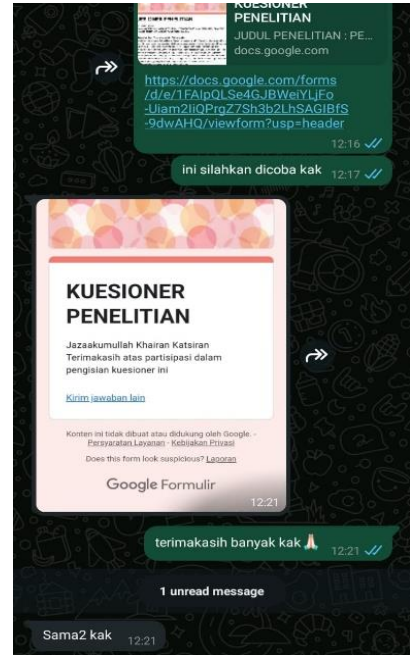 KUESIONER
PENELITIAN
JUDUL PENELITIAN : PE...
docs.google.com
https://docs.google.com/forms
/d/e/1FAIpQLSe4GJBWeiYLjFo
-Uiam2IiQPrgZ7Sh3b2LhSAGIBfS
-9dwAHQ/viewform?usp=header
12:16
ini silahkan dicoba kak 12:17
KUESIONER
PENELITIAN
Jazaakumullah Khairan Katsiran
Terimakasih atas partisipasi dalam
pengisian kuesioner ini
Kirim jawaban lain
Konten ini tidak dibuat atau didukung oleh Google. -
Persyaratan Layanan - Kebijakan Privasi
Does this form look suspicious? Laporan
Google Formulir
12:21
terimakasih banyak kak🙏🏻 12:21
1 unread message
Sama2 kak 12:21